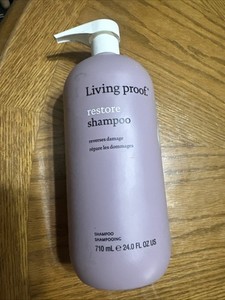 Living proof.
restore
shampoo
reverses damage
répare les dommages
SHAMPOO
SHAMPOOING
710 mL ℮ 24.0 FL OZ US